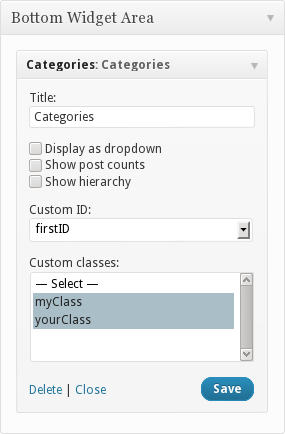 Bottom Widget Area
Categories: Categories
Title:
Categories
Display as dropdown
Show post counts
Show hierarchy
Custom ID:
firstID
Custom classes:
— Select —
myClass
yourClass
Delete | Close
Save